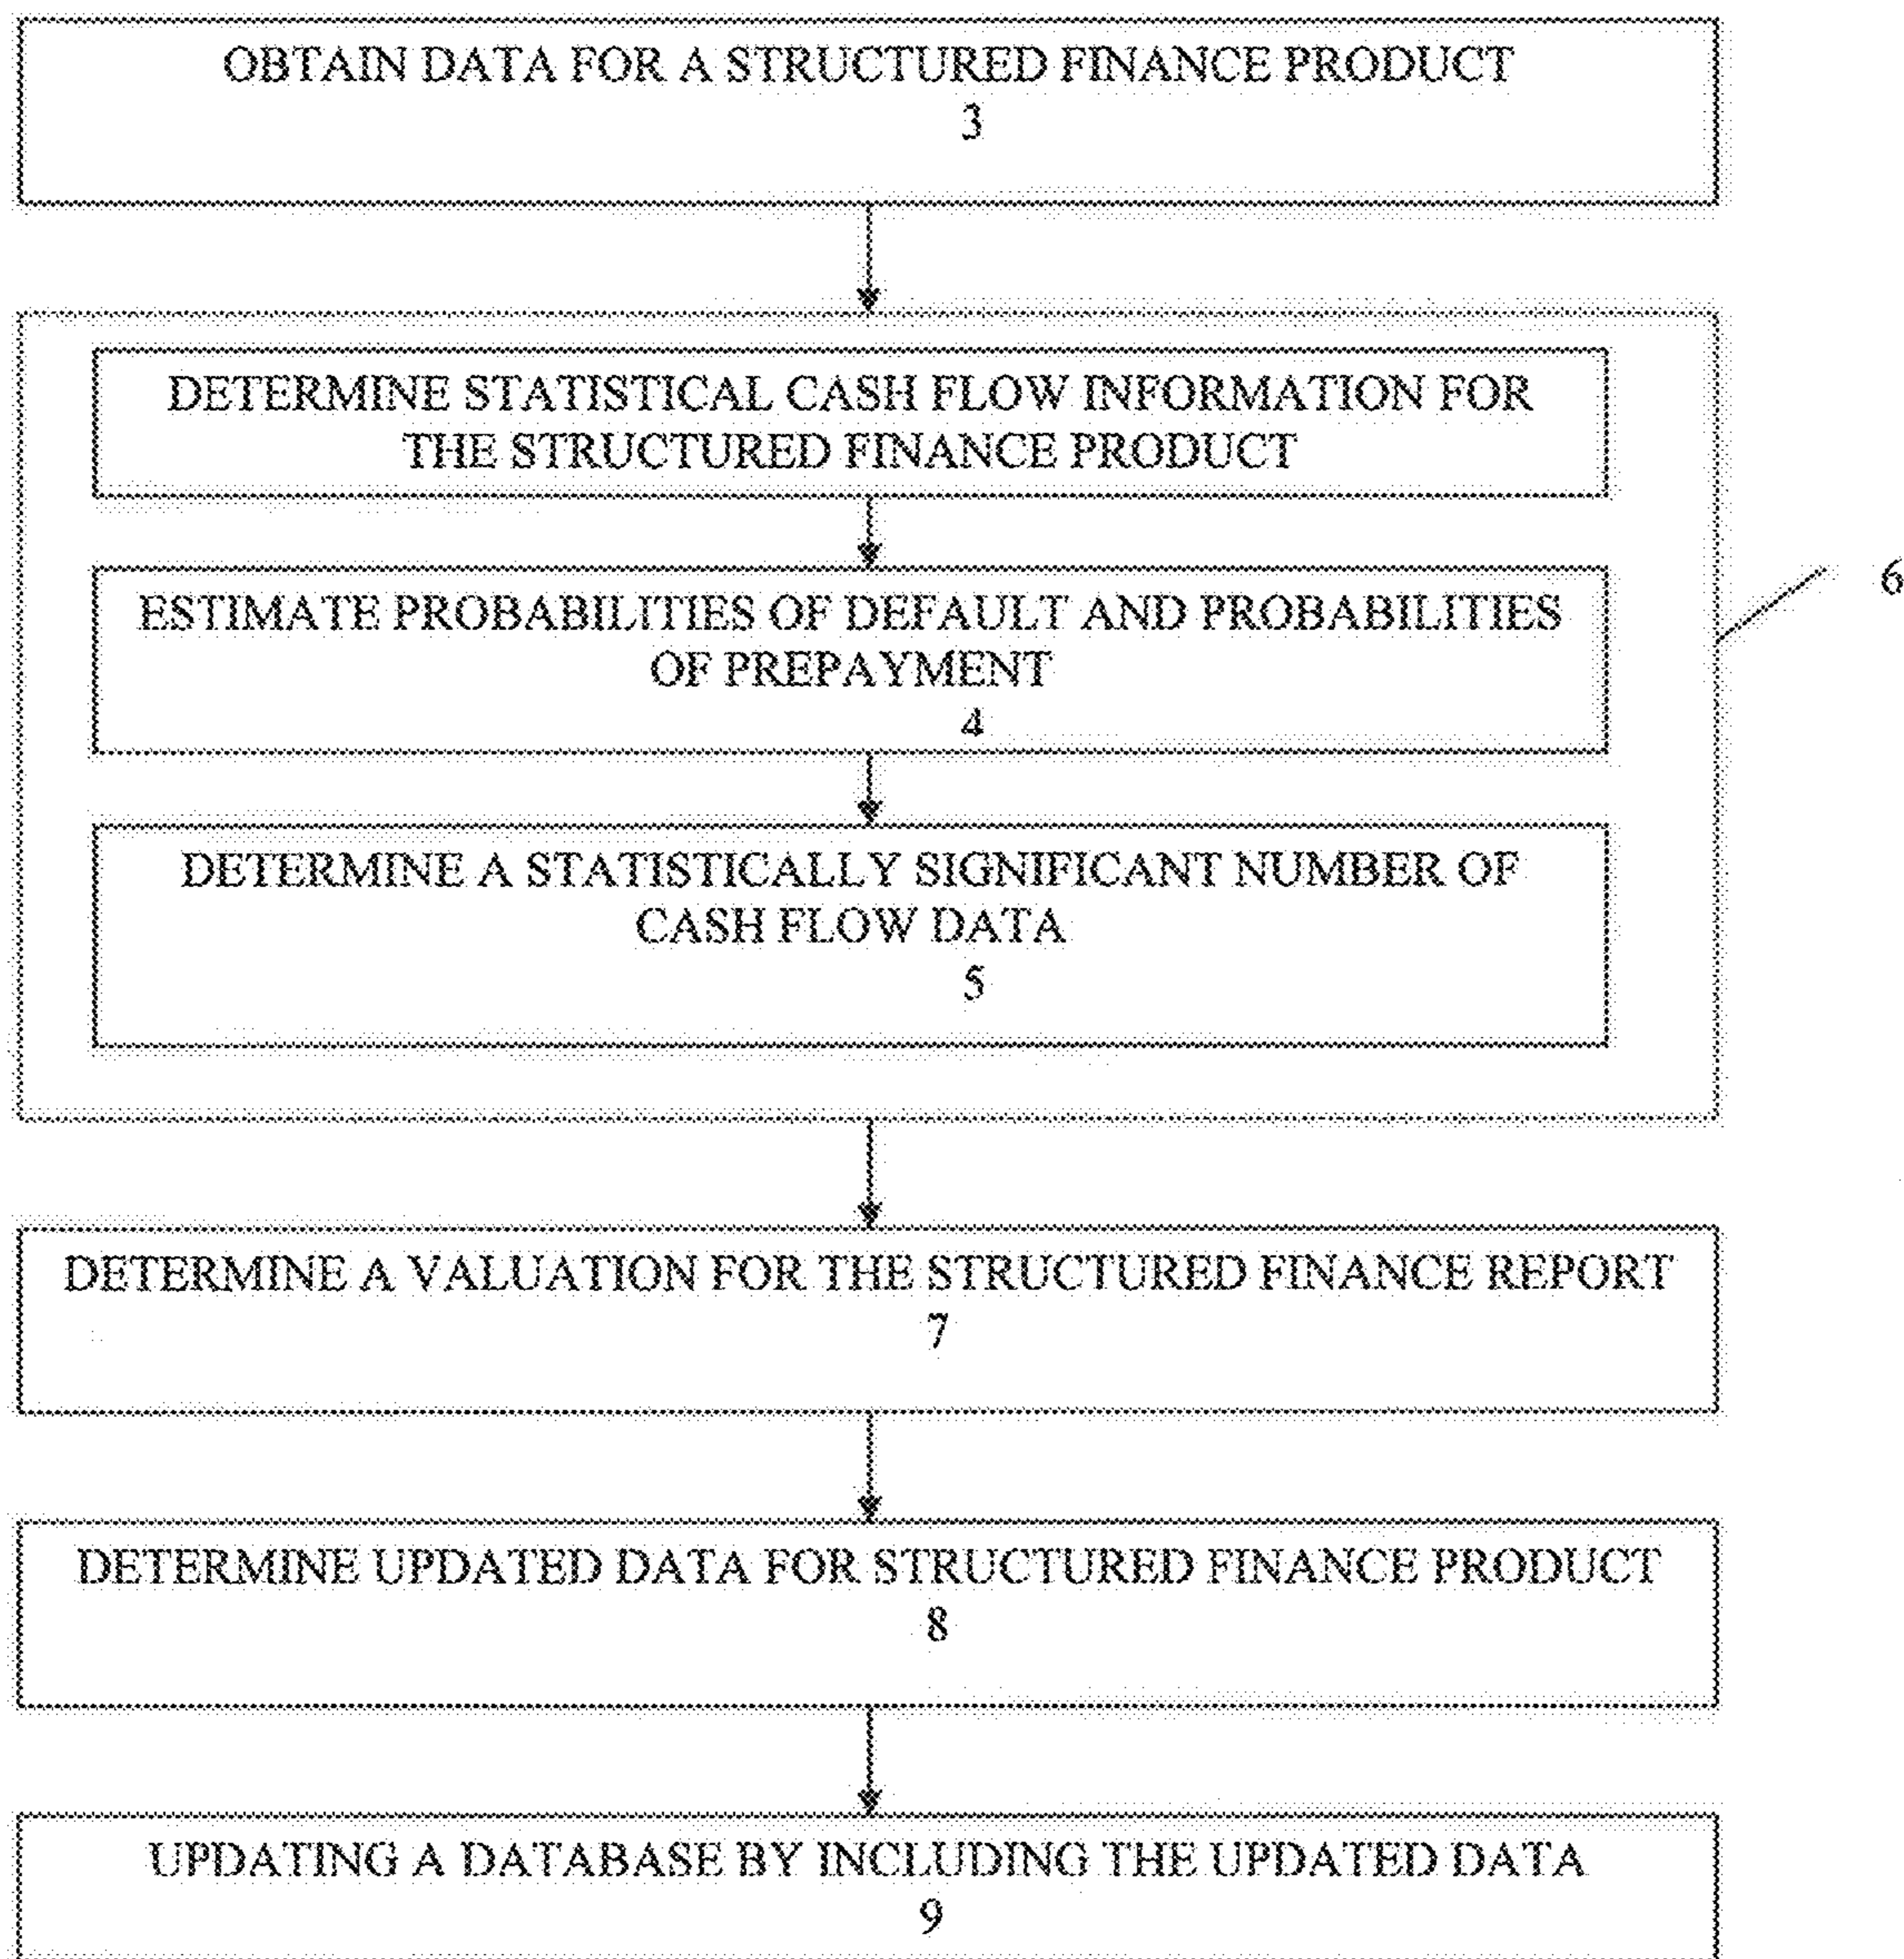 OBTAIN DATA FOR A STRUCTURED FINANCE PRODUCT
3
DETERMINE STATISTICAL CASH FLOW INFORMATION FOR
THE STRUCTURED FINANCE PRODUCT
ESTIMATE PROBABILITIES OF DEFAULT AND PROBABILITIES
OF PREPAYMENT
4
6
DETERMINE A STATISTICALLY SIGNIFICANT NUMBER OF
CASH FLOW DATA
5
DETERMINE A VALUATION FOR THE STRUCTURED FINANCE REPORT
7
DETERMINE UPDATED DATA FOR STRUCTURED FINANCE PRODUCT
8
UPDATING A DATABASE BY INCLUDING THE UPDATED DATA
9